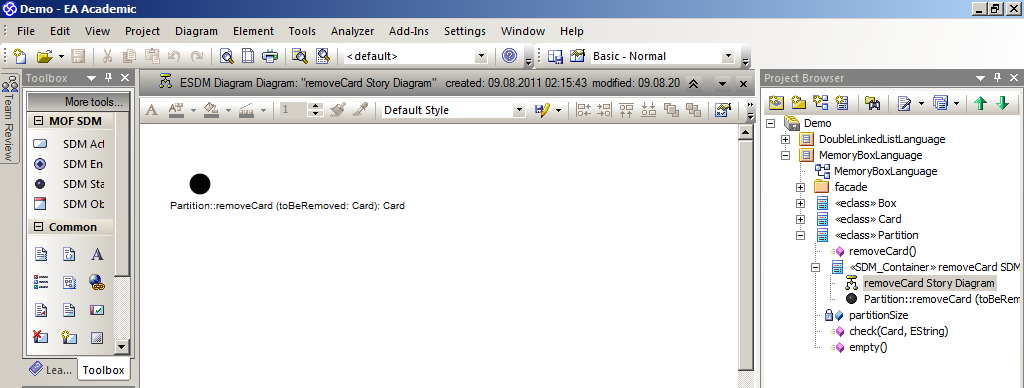 Demo - EA Academic
File Edit View Project Diagram Element Tools Analyzer Add-Ins Settings Window Help
<default>
Basic - Normal
Team Review
Toolbox
More tools...
MOF SDM
SDM Act
SDM En
SDM Sta
SDM Ob
Common
Lea...
Toolbox
ESDM Diagram Diagram: "removeCard Story Diagram" created: 09.08.2011 02:15:43 modified: 09.08.20
A
1
Default Style
Partition::removeCard (toBeRemoved: Card): Card
Project Browser
Demo
DoubleLinkedListLanguage
MemoryBoxLanguage
MemoryBoxLanguage
facade
«eclass» Box
«eclass» Card
«eclass» Partition
removeCard()
«SDM_Container» removeCard SDM
removeCard Story Diagram
Partition::removeCard (toBeRem
partitionSize
check(Card, EString)
empty()